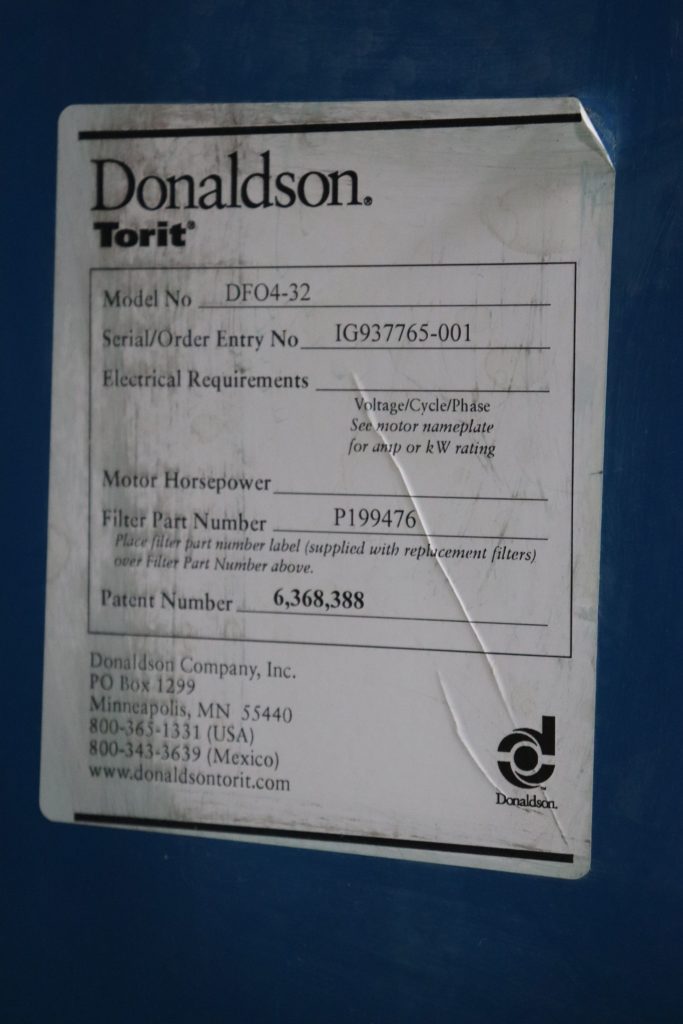 Donaldson.
Torit®
Model No DFO4-32
Serial/Order Entry No IG937765-001
Electrical Requirements
Voltage/Cycle/Phase
See motor nameplate
for amp or kW rating
Motor Horsepower
Filter Part Number P199476
Place filter part number label (supplied with replacement filters)
over Filter Part Number above.
Patent Number 6,368,388
Donaldson Company, Inc.
PO Box 1299
Minneapolis, MN 55440
800-365-1331 (USA)
800-343-3639 (Mexico)
www.donaldsontorit.com
Donaldson.